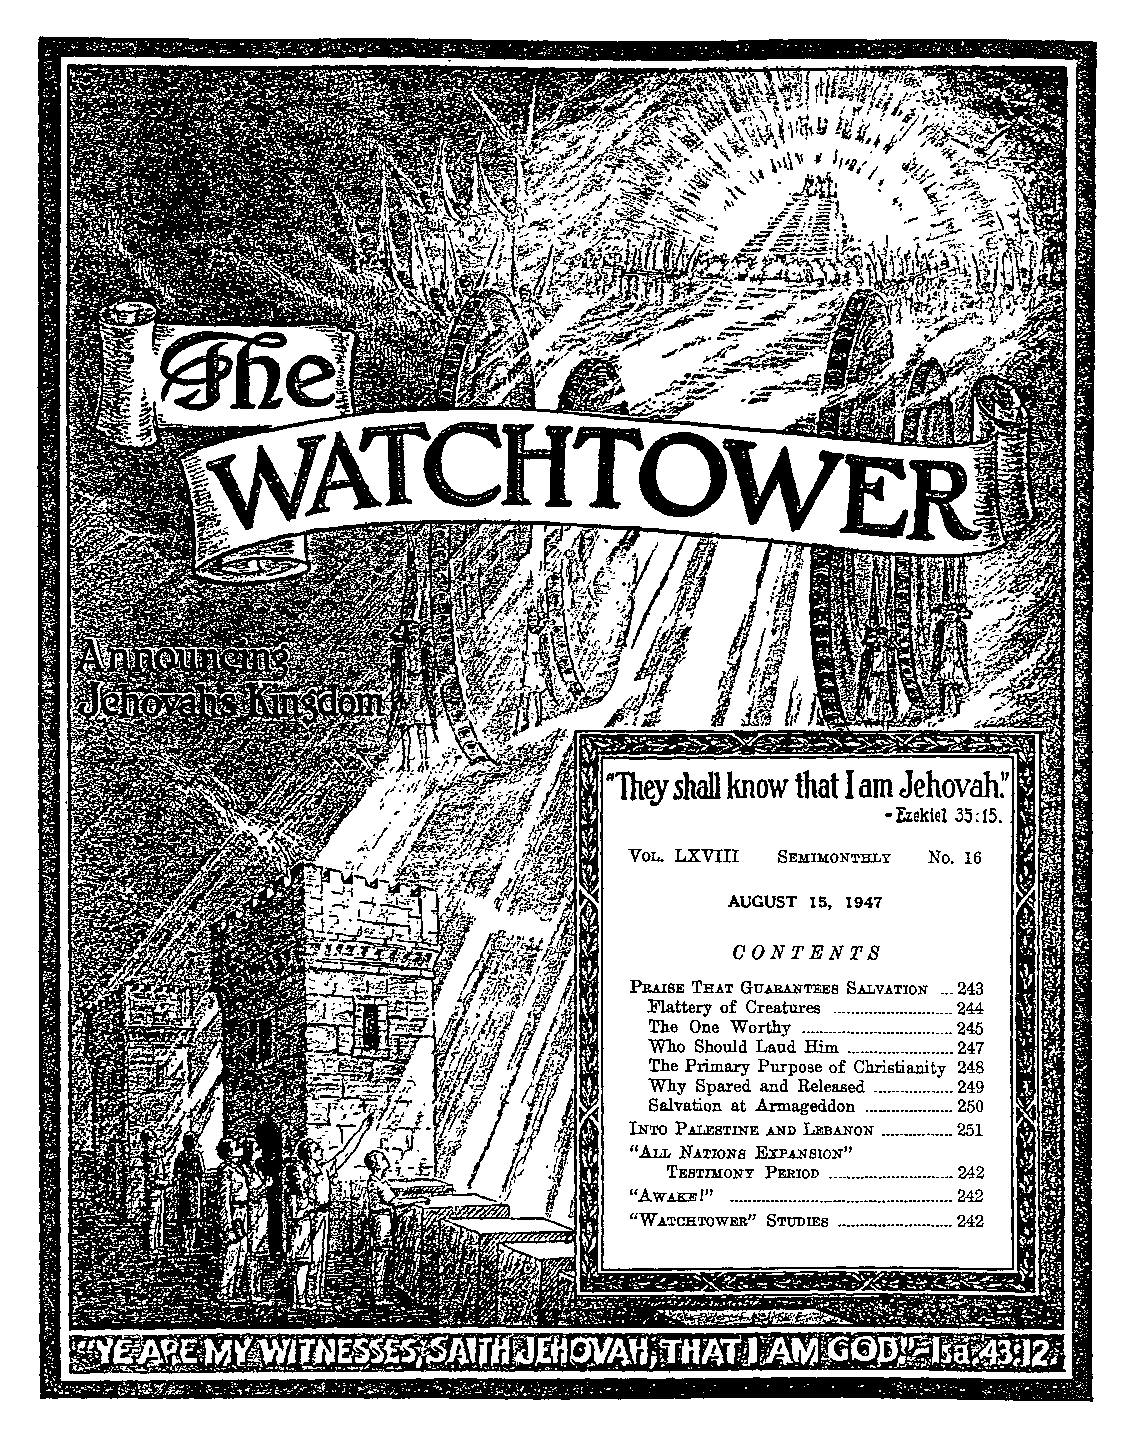 The
WATCHTOWER
Announcing
Jehovah's Kingdom
"They shall know that I am Jehovah."
- Ezekiel 35:15.
VOL. LXVIII SEMIMONTHLY No. 16
AUGUST 15, 1947
CONTENTS
PRAISE THAT GUARANTEES SALVATION ... 243
Flattery of Creatures ... 244
The One Worthy ... 245
Who Should Laud Him ... 247
The Primary Purpose of Christianity 248
Why Spared and Released ... 249
Salvation at Armageddon ... 250
INTO PALESTINE AND LEBANON ... 251
"ALL NATIONS EXPANSION"
TESTIMONY PERIOD ... 242
"AWAKE!" ... 242
"WATCHTOWER" STUDIES ... 242
"YE ARE MY WITNESSES, SAITH JEHOVAH, THAT I AM GOD."-Isa. 43:12